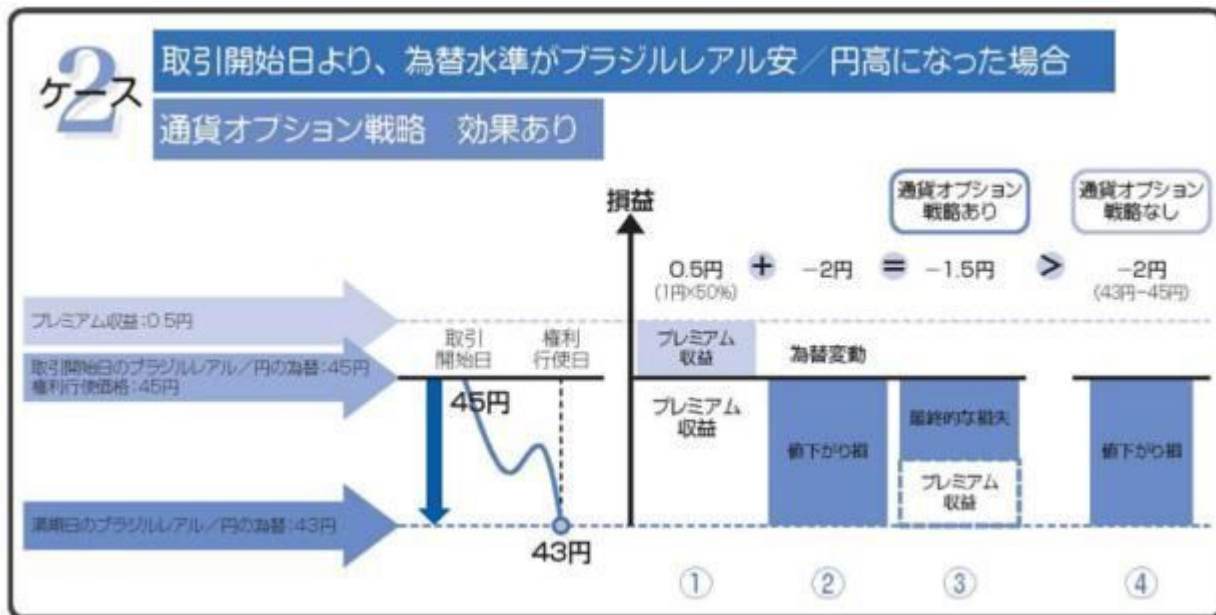 ケース2
取引開始日より、為替水準がブラジルレアル安／円高になった場合
通貨オプション戦略　効果あり
損益
通貨オプション
戦略あり
通貨オプション
戦略なし
0.5円 + -2円 = -1.5円 > -2円
(1円×50%)
(43円-45円)
プレミアム収益:0.5円
取引開始日のブラジルレアル／円の為替:45円
権利行使価格:45円
満期日のブラジルレアル／円の為替:43円
取引
開始日
権利
行使日
45円
43円
プレミアム
収益
為替変動
プレミアム
収益
値下がり損
最終的な損失
プレミアム
収益
値下がり損
① ② ③ ④